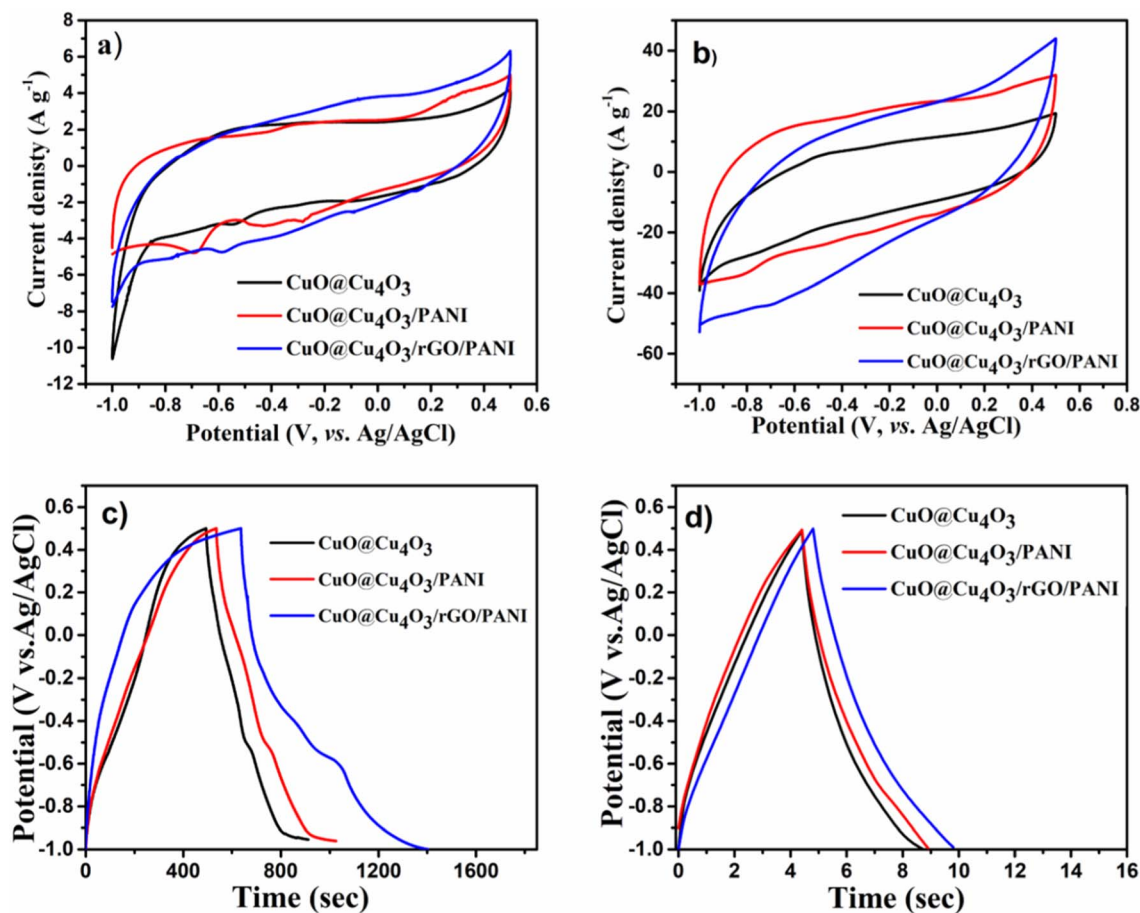 a)
Current denisty (A g⁻¹)
8
6
4
2
0
-2
-4
-6
-8
-10
-12
CuO@Cu₄O₃
CuO@Cu₄O₃/PANI
CuO@Cu₄O₃/rGO/PANI
-1.0 -0.8 -0.6 -0.4 -0.2 0.0 0.2 0.4 0.6
Potential (V, vs. Ag/AgCl)
b)
Current denisty (A g⁻¹)
40
20
0
-20
-40
-60
CuO@Cu₄O₃
CuO@Cu₄O₃/PANI
CuO@Cu₄O₃/rGO/PANI
-1.0 -0.8 -0.6 -0.4 -0.2 0.0 0.2 0.4 0.6 0.8
Potential (V, vs. Ag/AgCl)
c)
Potential (V vs.Ag/AgCl)
0.6
0.4
0.2
0.0
-0.2
-0.4
-0.6
-0.8
-1.0
CuO@Cu₄O₃
CuO@Cu₄O₃/PANI
CuO@Cu₄O₃/rGO/PANI
0 400 800 1200 1600
Time (sec)
d)
Potential (V vs.Ag/AgCl)
0.6
0.4
0.2
0.0
-0.2
-0.4
-0.6
-0.8
-1.0
CuO@Cu₄O₃
CuO@Cu₄O₃/PANI
CuO@Cu₄O₃/rGO/PANI
0 2 4 6 8 10 12 14 16
Time (sec)